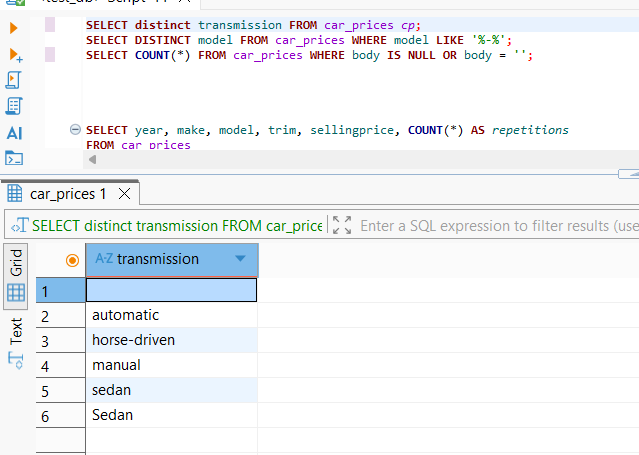 SELECT distinct transmission FROM car_prices cp;
SELECT DISTINCT model FROM car_prices WHERE model LIKE '%-%';
SELECT COUNT(*) FROM car_prices WHERE body IS NULL OR body = '';
AI
SELECT year, make, model, trim, sellingprice, COUNT(*) AS repetitions
FROM car_prices
car_prices 1
SELECT distinct transmission FROM car_price
Enter a SQL expression to filter results (use
Grid
Text
A-Z transmission
1
2 automatic
3 horse-driven
4 manual
5 sedan
6 Sedan